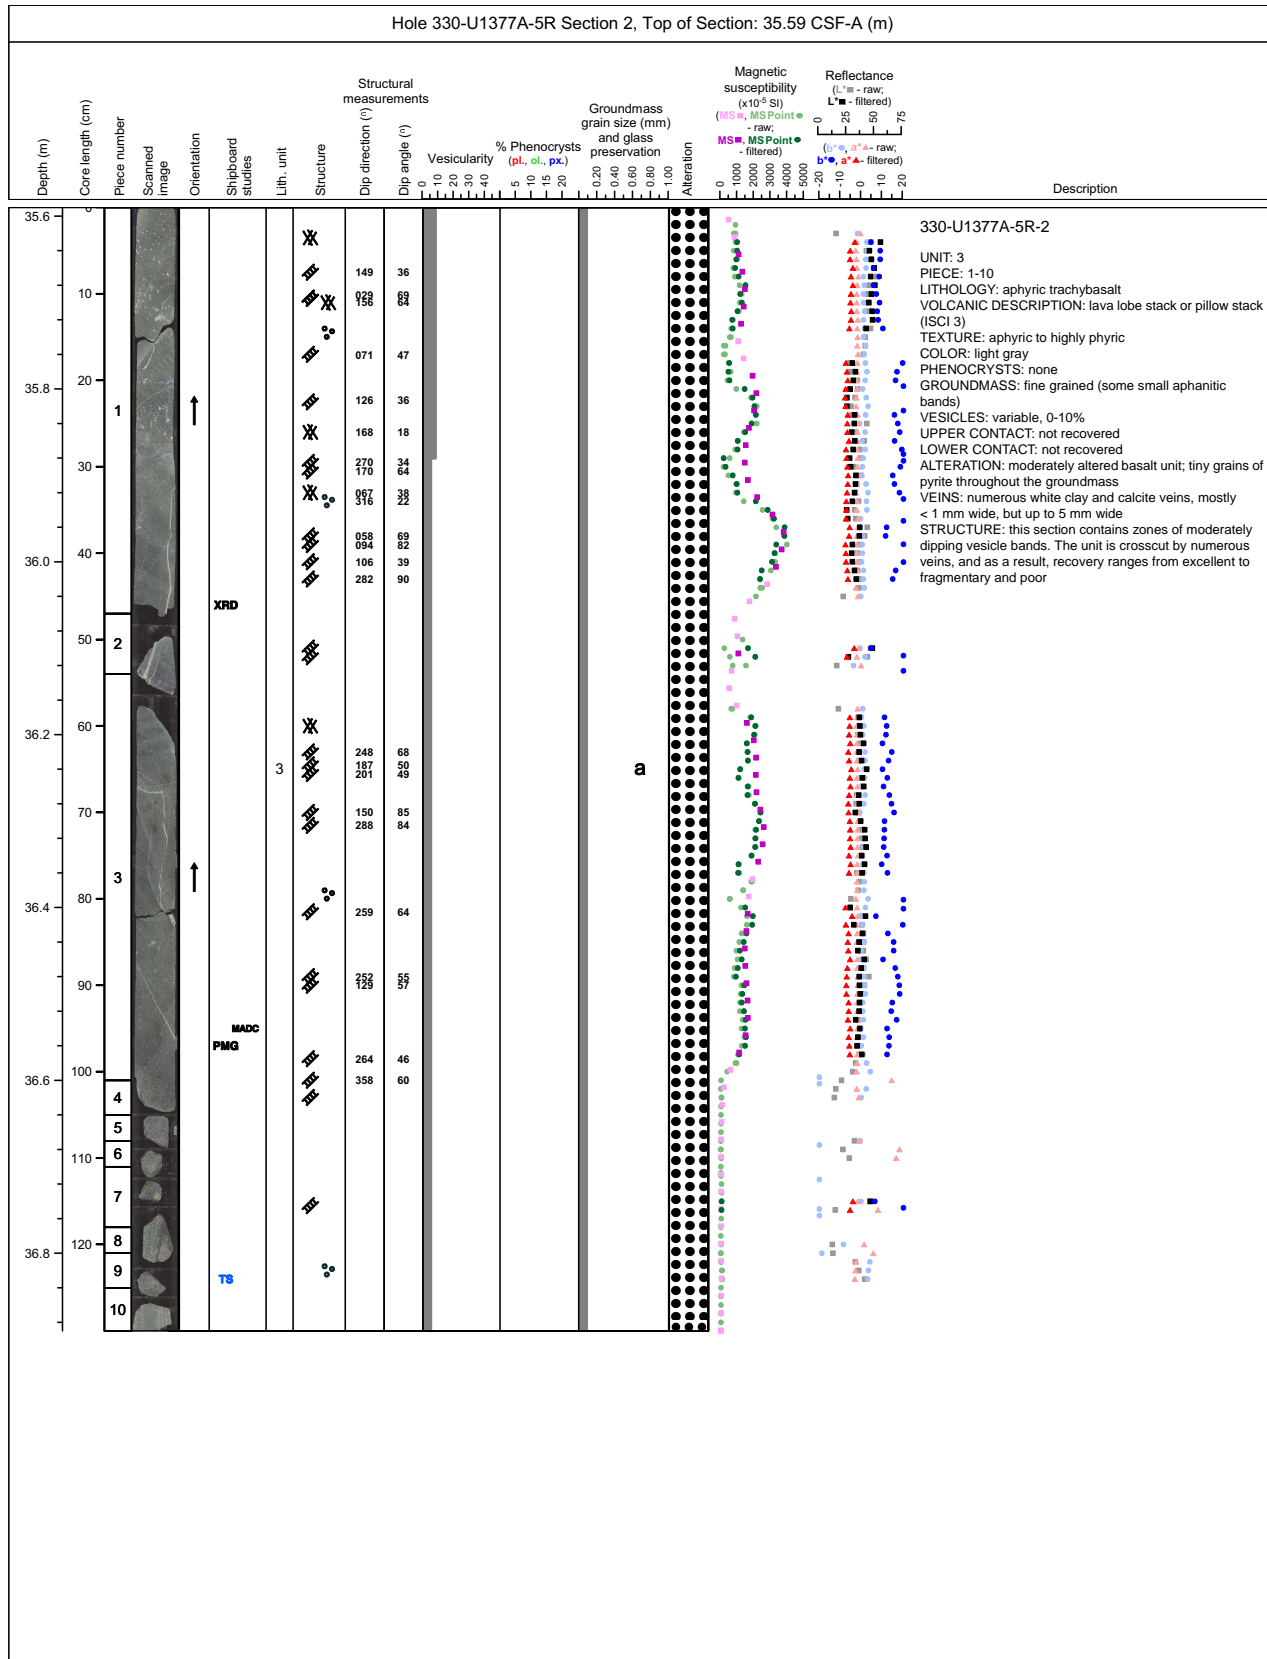 Hole 330-U1377A-5R Section 2, Top of Section: 35.59 CSF-A (m)
Depth (m)
Core length (cm)
Piece number
Scanned
image
Orientation
Shipboard
studies
Lith. unit
Structure
Structural
measurements
Dip direction (°)
Dip angle (°)
Vesicularity
0 10 20 30 40
% Phenocrysts
(pl., ol., px.)
5 10 15 20
Groundmass
grain size (mm)
and glass
preservation
0.20 0.40 0.60 0.80 1.00
Alteration
Magnetic
susceptibility
(x10-5 SI)
(MS■, MSPoint●
- raw;
MS■, MSPoint●
- filtered)
0 1000 2000 3000 4000 5000
Reflectance
(L*■ - raw;
L*■ - filtered)
0 25 50 75
(b*●, a*▲- raw;
b*●, a*▲- filtered)
-20 -10 0 10 20
Description
35.6
35.8
36.0
36.2
36.4
36.6
36.8
0
10
20
30
40
50
60
70
80
90
100
110
120
1
2
3
4
5
6
7
8
9
10
XRD
MADC
PMG
TS
3
149 36
029 69
156 64
071 47
126 36
168 18
270 34
170 64
067 38
316 22
058 69
094 82
106 39
282 90
248 68
187 50
201 49
150 85
288 84
259 64
252 55
129 57
264 46
358 60
a
330-U1377A-5R-2
UNIT: 3
PIECE: 1-10
LITHOLOGY: aphyric trachybasalt
VOLCANIC DESCRIPTION: lava lobe stack or pillow stack
(ISCI 3)
TEXTURE: aphyric to highly phyric
COLOR: light gray
PHENOCRYSTS: none
GROUNDMASS: fine grained (some small aphanitic
bands)
VESICLES: variable, 0-10%
UPPER CONTACT: not recovered
LOWER CONTACT: not recovered
ALTERATION: moderately altered basalt unit; tiny grains of
pyrite throughout the groundmass
VEINS: numerous white clay and calcite veins, mostly
< 1 mm wide, but up to 5 mm wide
STRUCTURE: this section contains zones of moderately
dipping vesicle bands. The unit is crosscut by numerous
veins, and as a result, recovery ranges from excellent to
fragmentary and poor